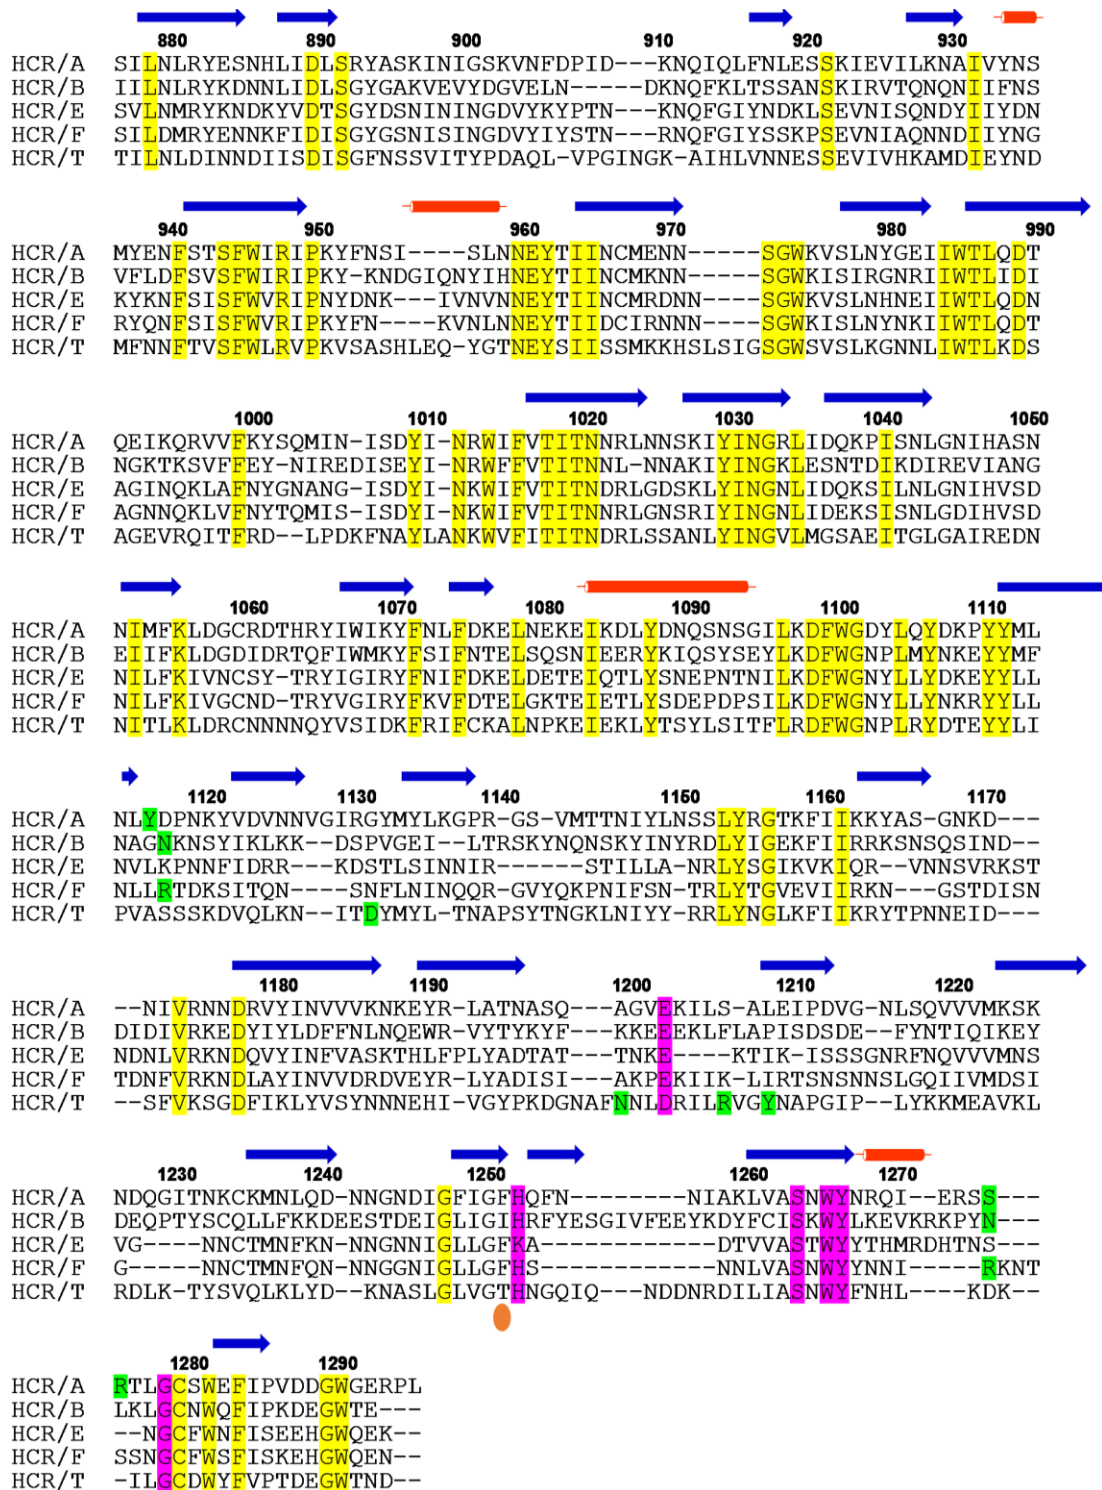 880 890 900 910 920 930
HCR/A SILNLRYESNHLIDLSRYASKINIGSKVNFDPID---KNQIQLFNLESSKIEVILKNAIVYNS
HCR/B IILNLRYKDNNLIDLSGYGAKVEVYDGVELN-----DKNQFKLTSSANSKIRVTQNQNIIFNS
HCR/E SVLNMRYKNDKYVDTSGYDSNININGDVYKYPTN---KNQFGIYNDKLSEVNISQNDYIIYDN
HCR/F SILDMRYENNKFIDISGYGSNISINGDVYIYSTN---RNQFGIYSSKPSEVNIAQNNDIIYNG
HCR/T TILNLDINNDIISDISGFNSSVITYPDAQL-VPGINGK-AIHLVNNESSEVIVHKAMDIEYND
940 950 960 970 980 990
HCR/A MYENFSTSFWIRIPKYFNSI----SLNNEYTIINCMENN-----SGWKVSLNYGEIIWTLQDT
HCR/B VFLDFSVSFWIRIPKY-KNDGIQNYIHNEYTIINCMKNN-----SGWKISIRGNRIIWTLIDI
HCR/E KYKNFSISFWVRIPNYDNK---IVNVNNEYTIINCMRDNN----SGWKVSLNHNEIIWTLQDN
HCR/F RYQNFSISFWVRIPKYFN----KVNLNNEYTIIDCIRNNN----SGWKISLNYNKIIWTLQDT
HCR/T MFNNFTVSFWLRVPKVSASHLEQ-YGTNEYSIISSMKKHSLSIGSGWSVSLKGNNLIWTLKDS
1000 1010 1020 1030 1040 1050
HCR/A QEIKQRVVFKYSQMIN-ISDYI-NRWIFVTITNNRLNNSKIYINGRLIDQKPISNLGNIHASN
HCR/B NGKTKSVFFEY-NIREDISEYI-NRWFFVTITNNL-NNAKIYINGKLESNTDIKDIREVIANG
HCR/E AGINQKLAFNYGNANG-ISDYI-NKWIFVTITNDRLGDSKLYINGNLIDQKSILNLGNIHVSD
HCR/F AGNNQKLVFNYTQMIS-ISDYI-NKWIFVTITNNRLGNSRIYINGNLIDEKSISNLGDIHVSD
HCR/T AGEVRQITFRD--LPDKFNAYLANKWVFITITNDRLSSANLYINGVLMGSAEITGLGAIREDN
1060 1070 1080 1090 1100 1110
HCR/A NIMFKLDGCRDTHRYIWIKYFNLFDKELNEKEIKDLYDNQSNSGILKDFWGDYLQYDKPYYML
HCR/B EIIFKLDGDIDRTQFIWMKYFSIFNTELSQSNIEERYKIQSYSEYLKDFWGNPLMYNKEYYMF
HCR/E NILFKIVNCSY-TRYIGIRYFNIFDKELDETEIQTLYSNEPNTNILKDFWGNYLLYDKEYYLL
HCR/F NILFKIVGCND-TRYVGIRYFKVFDTELGKTEIETLYSDEPDPSILKDFWGNYLLYNKRYYLL
HCR/T NITLKLDRCNNNNQYVSIDKFRIFCKALNPKEIEKLYTSYLSITFLRDFWGNPLRYDTEYYLI
1120 1130 1140 1150 1160 1170
HCR/A NLYDPNKYVDVNNVGIRGYMYLKGPR-GS-VMTTNIYLNSSLYRGTKFIIKKYAS-GNKD---
HCR/B NAGNKNSYIKLKK--DSPVGEI--LTRSKYNQNSKYINYRDLYIGEKFIIRRKSNSQSIND--
HCR/E NVLKPNNFIDRR---KDSTLSINNIR------STILLA-NRLYSGIKVKIQR--VNNSVRKST
HCR/F NLLRTDKSITQN----SNFLNINQQR-GVYQKPNIFSN-TRLYTGVEVIIRKN---GSTDISN
HCR/T PVASSSKDVQLKN--ITDYMYL-TNAPSYTNGKLNIYY-RRLYNGLKFIIKRYTPNNEID---
1180 1190 1200 1210 1220
HCR/A --NIVRNNDRVYINVVVKNKEYR-LATNASQ---AGVEKILS-ALEIPDVG-NLSQVVVMKSK
HCR/B DIDIVRKEDYIYLDFFNLNQEWR-VYTYKYF---KKEEEKLFLAPISDSDE--FYNTIQIKEY
HCR/E NDNLVRKNDQVYINFVASKTHLFPLYADTAT---TNKE----KTIK-ISSSGNRFNQVVVMNS
HCR/F TDNFVRKNDLAYINVVDRDVEYR-LYADISI---AKPEKIIK-LIRTSNSNNSLGQIIVMDSI
HCR/T --SFVKSGDFIKLYVSYNNNEHI-VGYPKDGNAFNNLDRILRVGYNAPGIP--LYKKMEAVKL
1230 1240 1250 1260 1270
HCR/A NDQGITNKCKMNLQD-NNGNDIGFIGFHQFN--------NIAKLVASNWYNRQI--ERSS---
HCR/B DEQPTYSCQLLFKKDEESTDEIGLIGIHRFYESGIVFEEYKDYFCISKWYLKEVKRKPYN---
HCR/E VG----NNCTMNFKN-NNGNNIGLLGFKA----------DTVVASTWYYTHMRDHTNS---
HCR/F G-----NNCTMNFQN-NNGGNIGLLGFHS----------NNLVASNWYYNNI----RKNT
HCR/T RDLK-TYSVQLKLYD-KNASLGLVGTHNGQIQ---NDDNRDILIASNWYFNHL----KDK--
1280 1290
HCR/A RTLGCSWEFIPVDDGWGERPL
HCR/B LKLGCNWQFIPKDEGWTE---
HCR/E --NGCFWNFISEEHGWQEK--
HCR/F SSNGCFWSFISKEHGWQEN--
HCR/T -ILGCDWYFVPTDEGWTND--